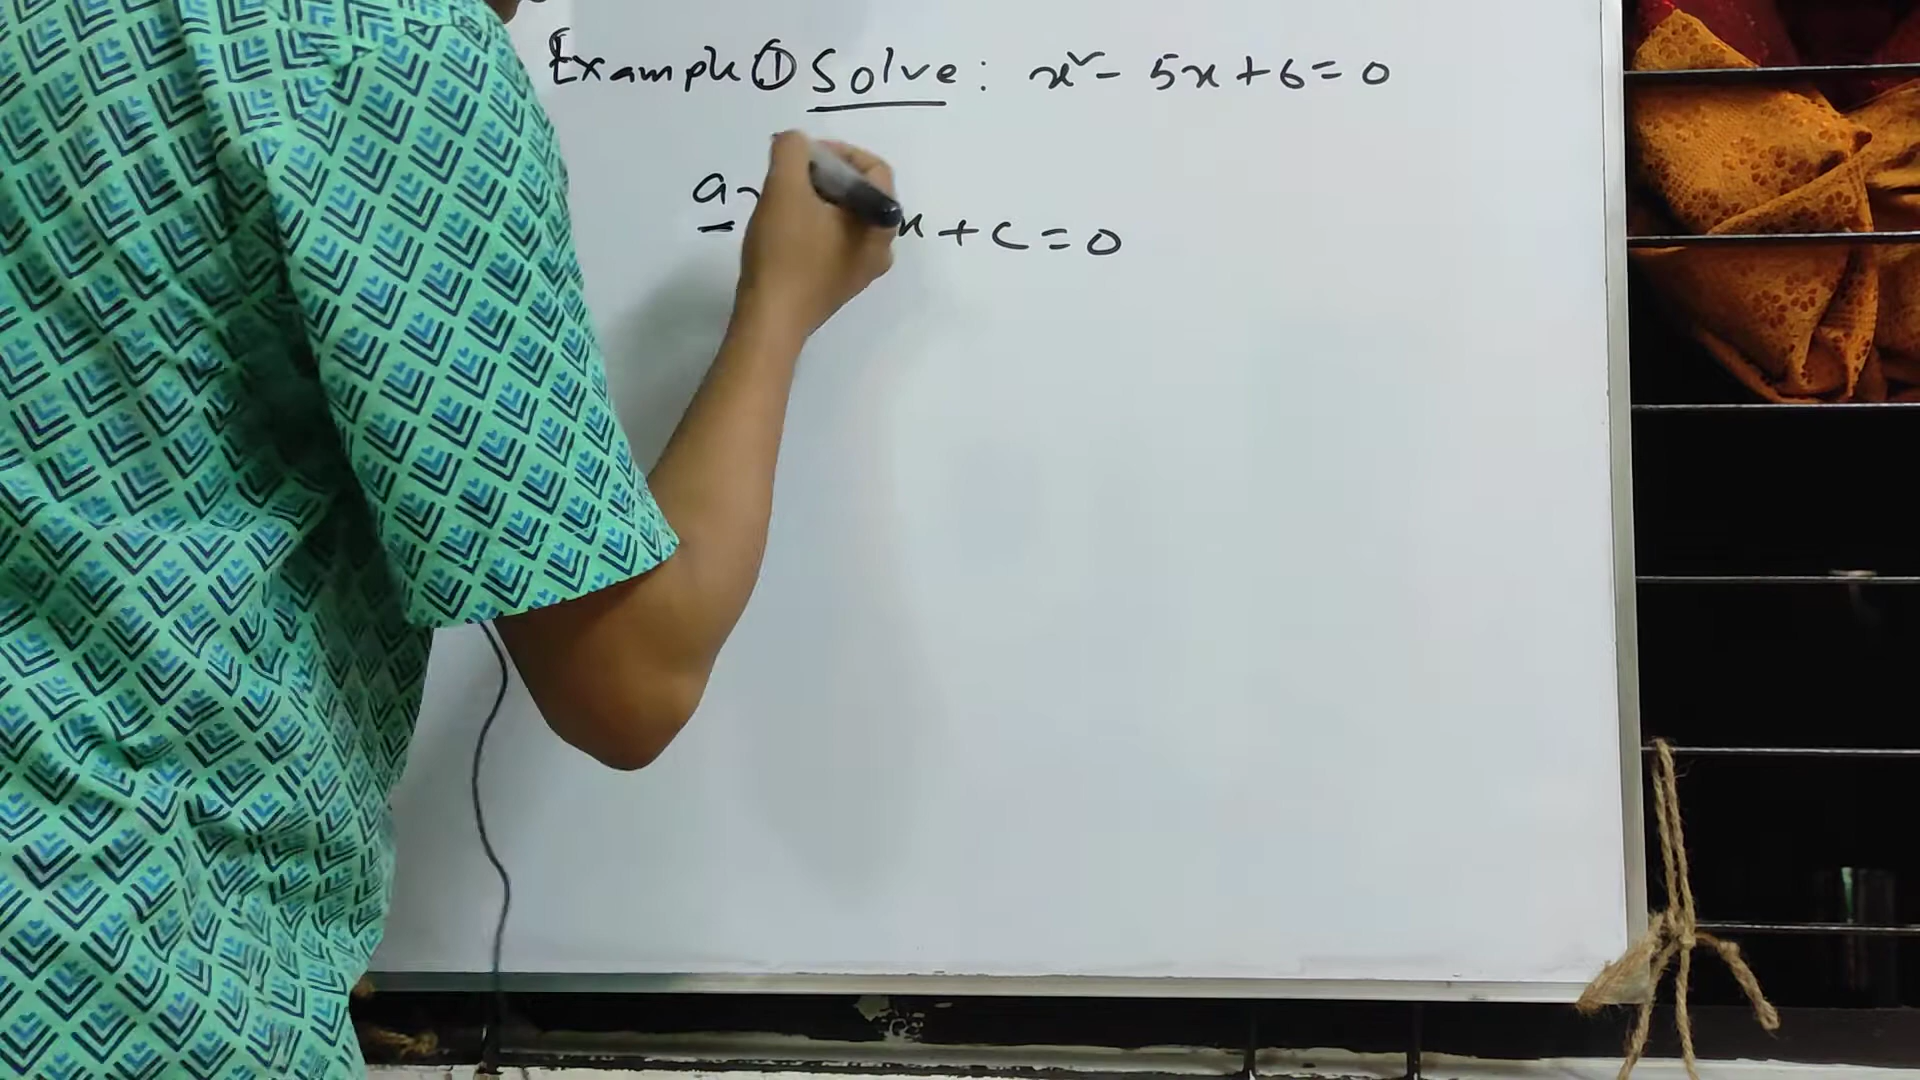 Example ① Solve : x² - 5x + 6 = 0
a x + c = 0